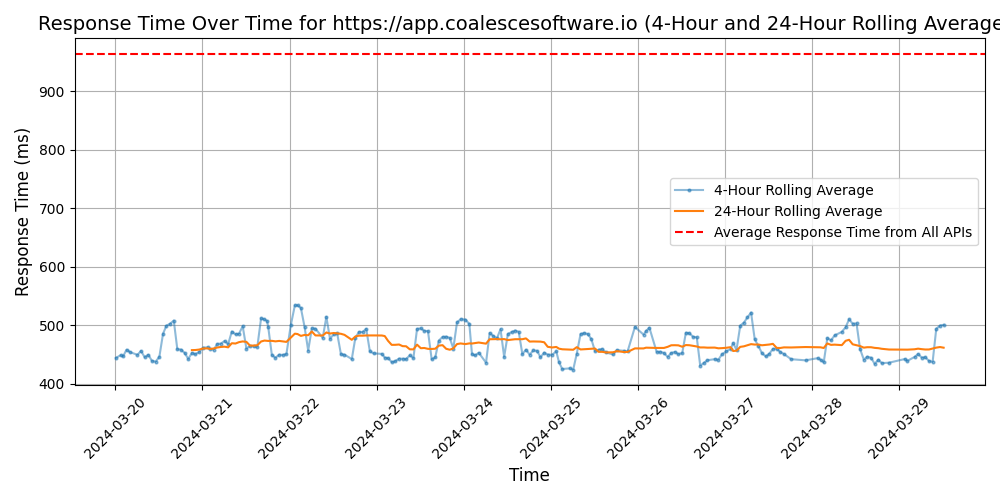 Response Time Over Time for https://app.coalescesoftware.io (4-Hour and 24-Hour Rolling Average
Response Time (ms)
900
800
700
600
500
400
4-Hour Rolling Average
24-Hour Rolling Average
Average Response Time from All APIs
2024-03-20
2024-03-21
2024-03-22
2024-03-23
2024-03-24
2024-03-25
2024-03-26
2024-03-27
2024-03-28
2024-03-29
Time